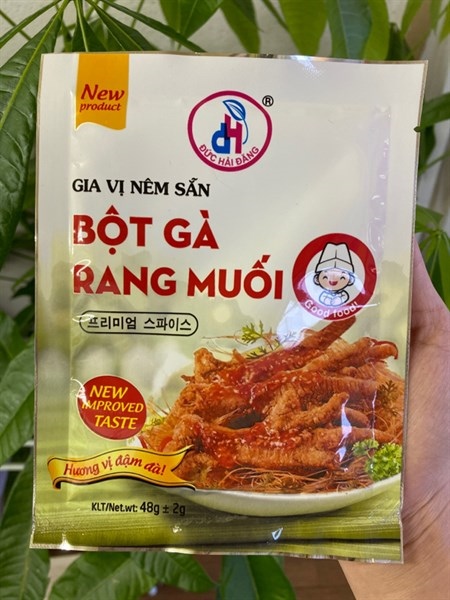 New
product
®
dH
ĐỨC HẢI ĐĂNG
GIA VỊ NÊM SẴN
BỘT GÀ
RANG MUỐI
Good food!
프리미엄 스파이스
NEW
IMPROVED
TASTE
Hương vị đậm đà!
KLT/Net.wt: 48g ± 2g